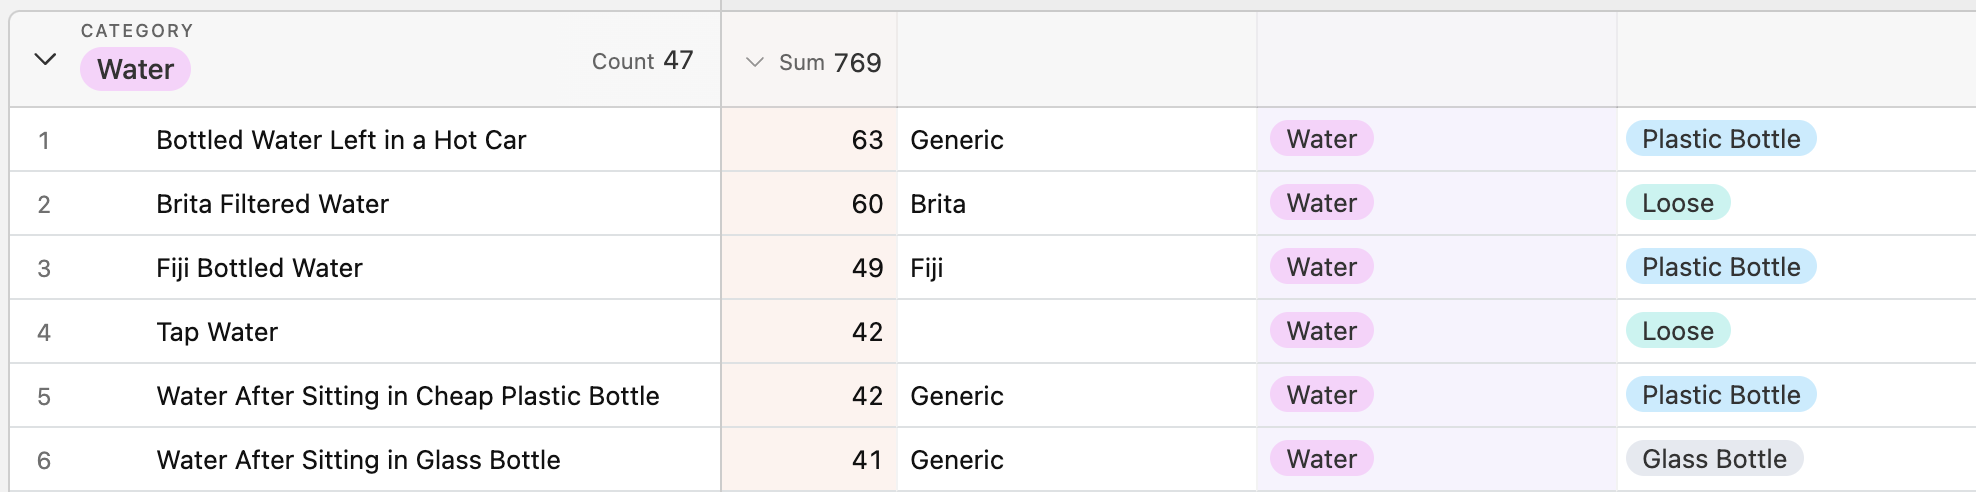 CATEGORY
Water Count 47 Sum 769
1 Bottled Water Left in a Hot Car 63 Generic Water Plastic Bottle
2 Brita Filtered Water 60 Brita Water Loose
3 Fiji Bottled Water 49 Fiji Water Plastic Bottle
4 Tap Water 42 Water Loose
5 Water After Sitting in Cheap Plastic Bottle 42 Generic Water Plastic Bottle
6 Water After Sitting in Glass Bottle 41 Generic Water Glass Bottle